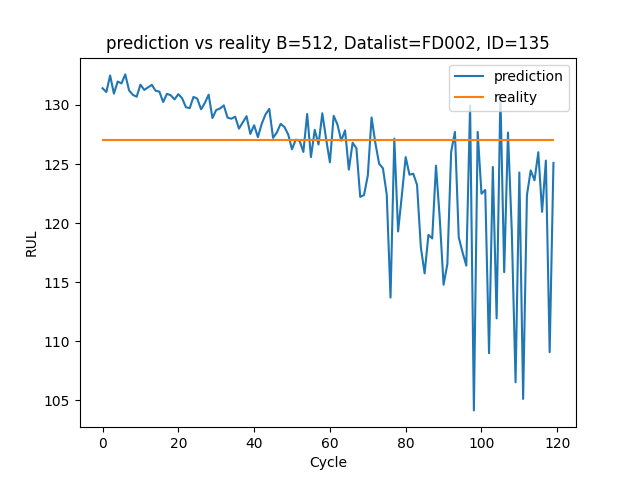 prediction vs reality B=512, Datalist=FD002, ID=135
prediction
reality
130
125
120
115
110
105
RUL
0 20 40 60 80 100 120
Cycle